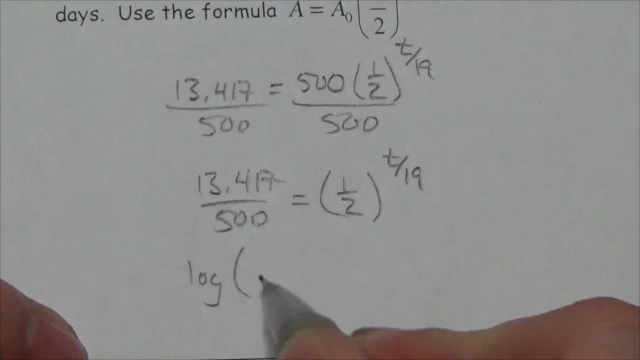 days. Use the formula A = A₀(1/2)
13,417/500 = 500(1/2)^(t/19)/500
13,417/500 = (1/2)^(t/19)
log (